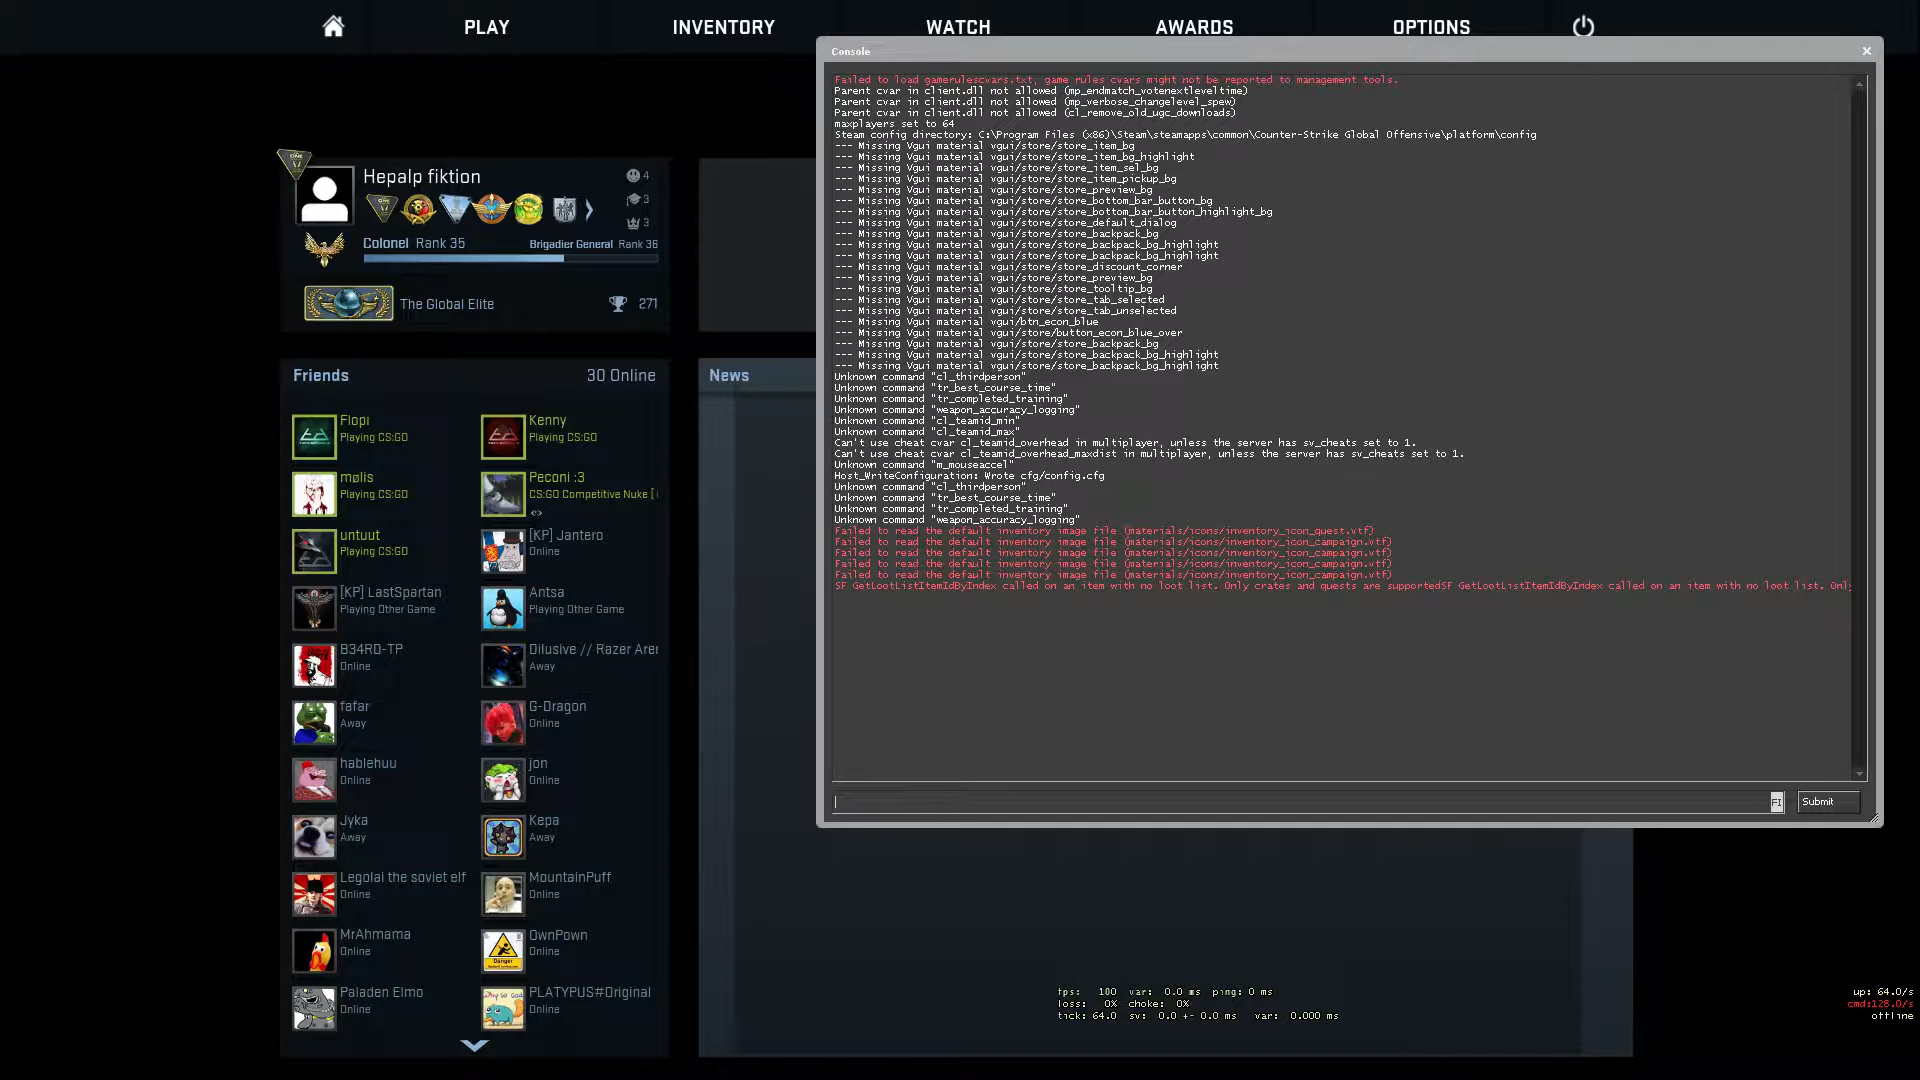 PLAY
INVENTORY
WATCH
AWARDS
OPTIONS
Console
Failed to load gamerulescvars.txt, game rules cvars might not be reported to management tools.
Parent cvar in client.dll not allowed (mp_endmatch_votenextleveltime)
Parent cvar in client.dll not allowed (mp_verbose_changelevel_spew)
Parent cvar in client.dll not allowed (cl_remove_old_ugc_downloads)
maxplayers set to 64
Steam config directory: C:\Program Files (x86)\Steam\steamapps\common\Counter-Strike Global Offensive\platform\config
--- Missing Vgui material vgui/store/store_item_bg
--- Missing Vgui material vgui/store/store_item_bg_highlight
--- Missing Vgui material vgui/store/store_item_sel_bg
--- Missing Vgui material vgui/store/store_item_pickup_bg
--- Missing Vgui material vgui/store/store_preview_bg
--- Missing Vgui material vgui/store/store_bottom_bar_button_bg
--- Missing Vgui material vgui/store/store_bottom_bar_button_highlight_bg
--- Missing Vgui material vgui/store/store_default_dialog
--- Missing Vgui material vgui/store/store_backpack_bg
--- Missing Vgui material vgui/store/store_backpack_bg_highlight
--- Missing Vgui material vgui/store/store_backpack_bg_highlight
--- Missing Vgui material vgui/store/store_discount_corner
--- Missing Vgui material vgui/store/store_preview_bg
--- Missing Vgui material vgui/store/store_tooltip_bg
--- Missing Vgui material vgui/store/store_tab_selected
--- Missing Vgui material vgui/store/store_tab_unselected
--- Missing Vgui material vgui/btn_econ_blue
--- Missing Vgui material vgui/store/button_econ_blue_over
--- Missing Vgui material vgui/store/store_backpack_bg
--- Missing Vgui material vgui/store/store_backpack_bg_highlight
--- Missing Vgui material vgui/store/store_backpack_bg_highlight
Unknown command "cl_thirdperson"
Unknown command "tr_best_course_time"
Unknown command "tr_completed_training"
Unknown command "weapon_accuracy_logging"
Unknown command "cl_teamid_min"
Unknown command "cl_teamid_max"
Can't use cheat cvar cl_teamid_overhead in multiplayer, unless the server has sv_cheats set to 1.
Can't use cheat cvar cl_teamid_overhead_maxdist in multiplayer, unless the server has sv_cheats set to 1.
Unknown command "m_mouseaccel"
Host_WriteConfiguration: Wrote cfg/config.cfg
Unknown command "cl_thirdperson"
Unknown command "tr_best_course_time"
Unknown command "tr_completed_training"
Unknown command "weapon_accuracy_logging"
Failed to read the default inventory image file (materials/icons/inventory_icon_quest.vtf)
Failed to read the default inventory image file (materials/icons/inventory_icon_campaign.vtf)
Failed to read the default inventory image file (materials/icons/inventory_icon_campaign.vtf)
Failed to read the default inventory image file (materials/icons/inventory_icon_campaign.vtf)
Failed to read the default inventory image file (materials/icons/inventory_icon_campaign.vtf)
SF GetLootListItemIdByIndex called on an item with no loot list. Only crates and quests are supportedSF GetLootListItemIdByIndex called on an item with no loot list. Only
FI
Submit
Hepalp fiktion
4
3
3
Colonel Rank 35
Brigadier General Rank 36
The Global Elite
271
Friends
30 Online
News
Flopi
Playing CS:GO
Kenny
Playing CS:GO
mølis
Playing CS:GO
Peconi :3
CS:GO Competitive Nuke [
untuut
Playing CS:GO
[KP] Jantero
Online
[KP] LastSpartan
Playing Other Game
Antsa
Playing Other Game
B34RD-TP
Online
Dilusive // Razer Arer
Away
fafar
Away
G-Dragon
Online
hablehuu
Online
jon
Online
Jyka
Away
Kepa
Away
Legolai the soviet elf
Online
MountainPuff
Online
MrAhmama
Online
OwnPown
Online
Danger
Paladen Elmo
Online
PLATYPUS#Original
Online
fps: 100 var: 0.0 ms ping: 0 ms
loss: 0% choke: 0%
tick: 64.0 sv: 0.0 +- 0.0 ms var: 0.000 ms
up: 64.0/s
cmd:128.0/s
offline